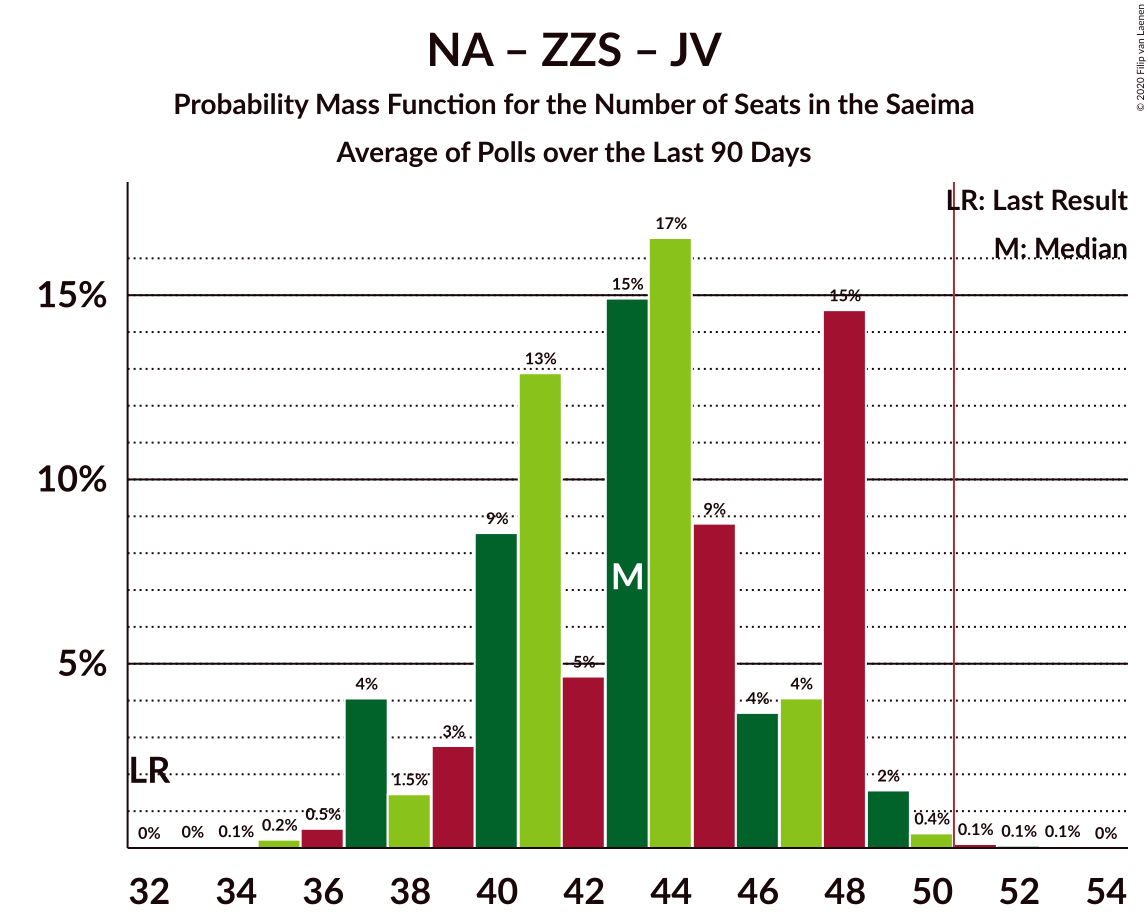 NA – ZZS – JV
Probability Mass Function for the Number of Seats in the Saeima
Average of Polls over the Last 90 Days
© 2020 Filip van Laenen
LR: Last Result
M: Median
15%
10%
5%
0%
0%
0.1%
0.2%
0.5%
4%
1.5%
3%
9%
13%
5%
15%
17%
9%
4%
4%
15%
2%
0.4%
0.1%
0.1%
0.1%
0%
M
LR
32 34 36 38 40 42 44 46 48 50 52 54